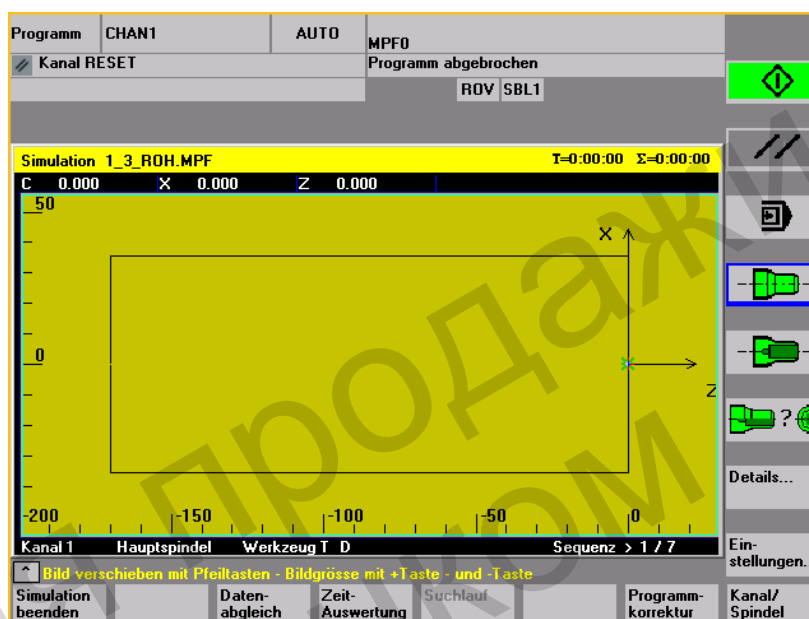 Programm CHAN1 AUTO MPF0
Kanal RESET Programm abgebrochen
ROV SBL1
Simulation 1_3_ROH.MPF T=0:00:00 Σ=0:00:00
C 0.000 X 0.000 Z 0.000
50
X
0
Z
-200 -150 -100 -50 0
Kanal 1 Hauptspindel Werkzeug T D Sequenz > 1 / 7
^ Bild verschieben mit Pfeiltasten - Bildgrösse mit +Taste - und -Taste
?
Details...
Ein-
stellungen.
Simulation
beenden
Daten-
abgleich
Zeit-
Auswertung
Suchlauf
Programm-
korrektur
Kanal/
Spindel
продажи